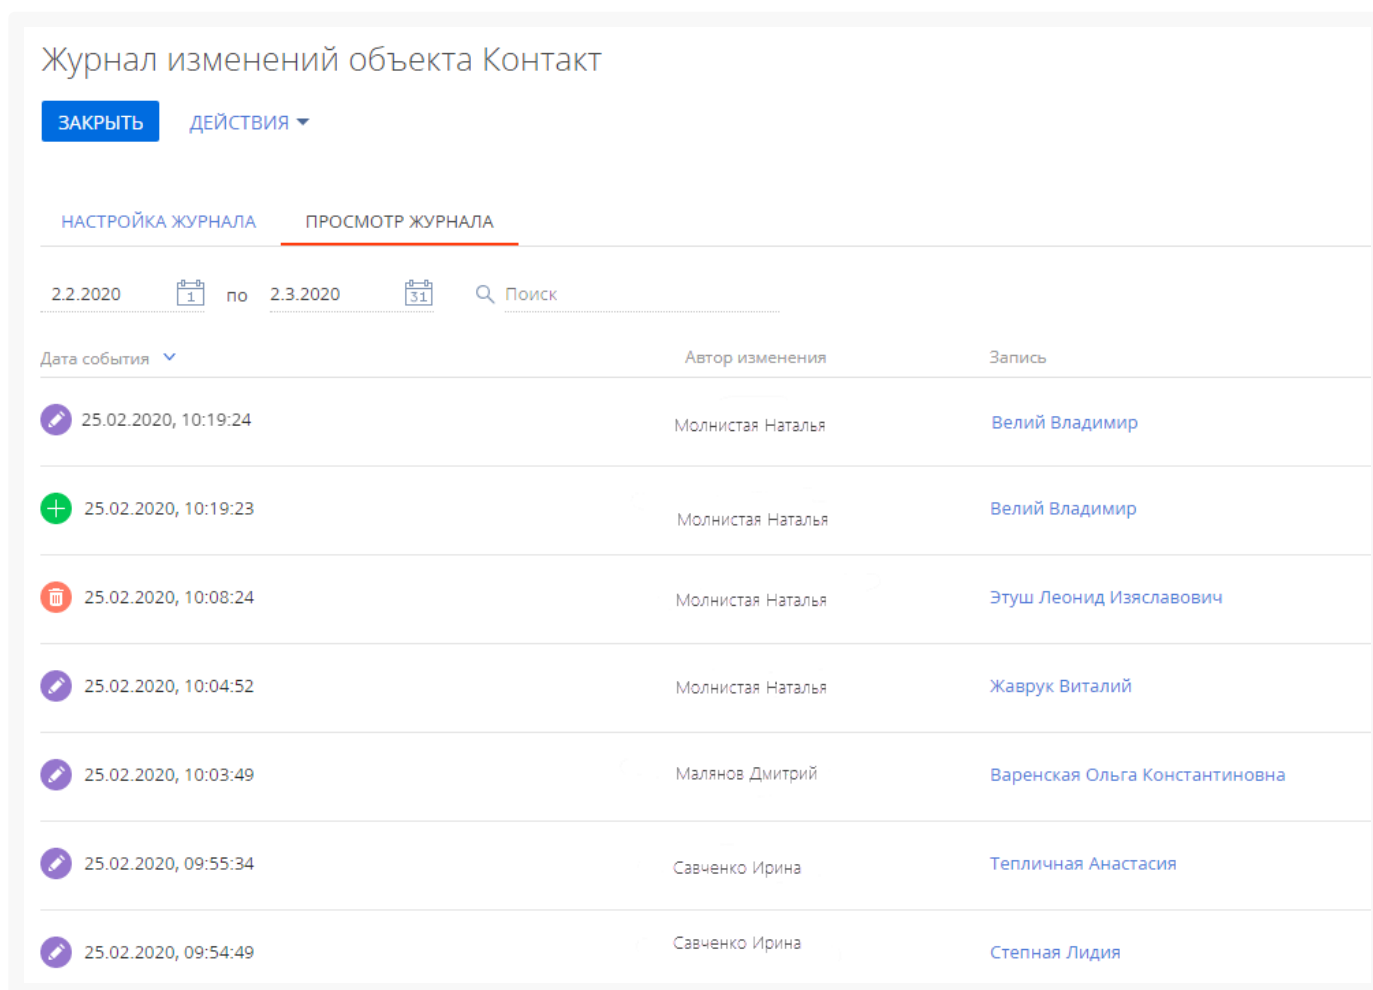 Журнал изменений объекта Контакт
ЗАКРЫТЬ ДЕЙСТВИЯ
НАСТРОЙКА ЖУРНАЛА ПРОСМОТР ЖУРНАЛА
2.2.2020 1 по 2.3.2020 31 Поиск
Дата события Автор изменения Запись
25.02.2020, 10:19:24 Молнистая Наталья Велий Владимир
25.02.2020, 10:19:23 Молнистая Наталья Велий Владимир
25.02.2020, 10:08:24 Молнистая Наталья Этуш Леонид Изяславович
25.02.2020, 10:04:52 Молнистая Наталья Жаврук Виталий
25.02.2020, 10:03:49 Малянов Дмитрий Варенская Ольга Константиновна
25.02.2020, 09:55:34 Савченко Ирина Тепличная Анастасия
25.02.2020, 09:54:49 Савченко Ирина Степная Лидия